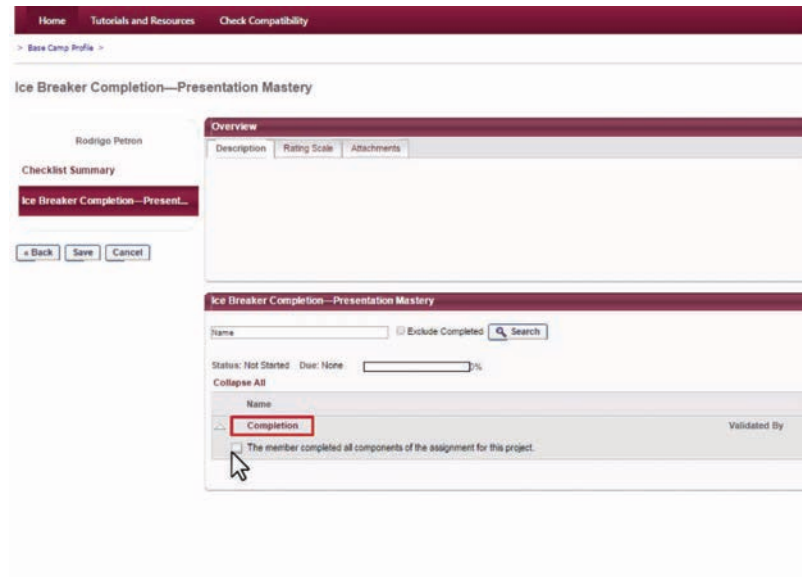 Home Tutorials and Resources Check Compatibility
> Base Camp Profile >
Ice Breaker Completion—Presentation Mastery
Rodrigo Petron
Checklist Summary
Ice Breaker Completion—Present...
« Back Save Cancel
Overview
Description Rating Scale Attachments
Ice Breaker Completion—Presentation Mastery
Name Exclude Completed Search
Status: Not Started Due: None 0%
Collapse All
Name
Completion Validated By
The member completed all components of the assignment for this project.